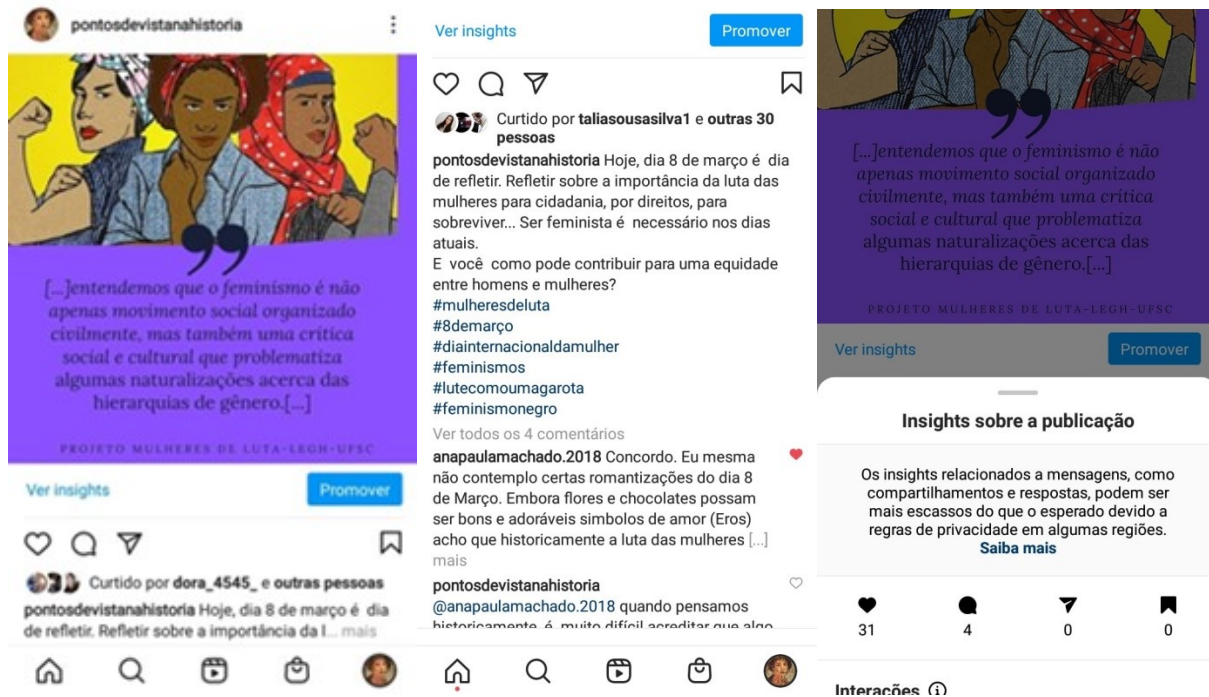 pontosdevistanahistoria
[...]entendemos que o feminismo é não
apenas movimento social organizado
civilmente, mas também uma crítica
social e cultural que problematiza
algumas naturalizações acerca das
hierarquias de gênero.[...]
PROJETO MULHERES DE LUTA-LEGH-UFSC
Ver insights
Promover
Curtido por dora_4545_ e outras pessoas
pontosdevistanahistoria Hoje, dia 8 de março é dia
de refletir. Refletir sobre a importância da l... mais
Ver insights
Promover
Curtido por taliasousasilva1 e outras 30
pessoas
pontosdevistanahistoria Hoje, dia 8 de março é dia
de refletir. Refletir sobre a importância da luta das
mulheres para cidadania, por direitos, para
sobreviver... Ser feminista é necessário nos dias
atuais.
E você como pode contribuir para uma equidade
entre homens e mulheres?
#mulheresdeluta
#8demarço
#diainternacionaldamulher
#feminismos
#lutecomoumagarota
#feminismonegro
Ver todos os 4 comentários
anapaulamachado.2018 Concordo. Eu mesma
não contemplo certas romantizações do dia 8
de Março. Embora flores e chocolates possam
ser bons e adoráveis simbolos de amor (Eros)
acho que historicamente a luta das mulheres [...]
mais
pontosdevistanahistoria
@anapaulamachado.2018 quando pensamos
historicamente, é muito difícil acreditar que algo
[...]entendemos que o feminismo é não
apenas movimento social organizado
civilmente, mas também uma crítica
social e cultural que problematiza
algumas naturalizações acerca das
hierarquias de gênero.[...]
PROJETO MULHERES DE LUTA-LEGH-UFSC
Ver insights
Promover
Insights sobre a publicação
Os insights relacionados a mensagens, como
compartilhamentos e respostas, podem ser
mais escassos do que o esperado devido a
regras de privacidade em algumas regiões.
Saiba mais
31
4
0
0
Interações